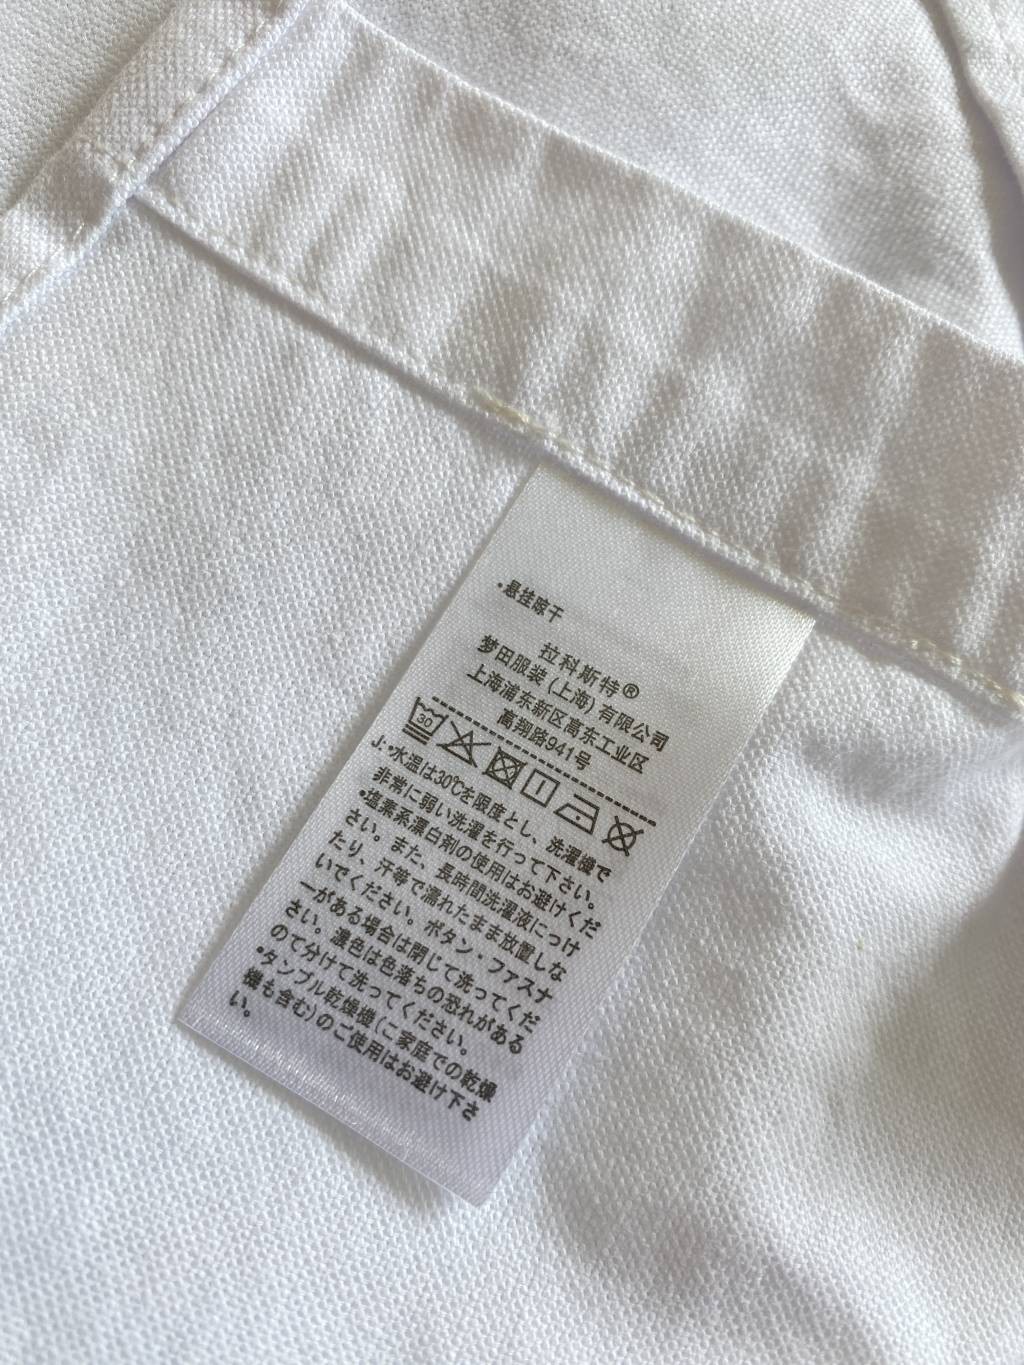 •悬挂晾干
拉科斯特®
梦田服装(上海)有限公司
上海浦东新区高东工业区
高翔路941号
30
J:•水温は30℃を限度とし、洗濯機で
非常に弱い洗濯を行って下さい。
•塩素系漂白剤の使用はお避けくだ
さい。また、長時間洗濯液につけ
たり、汗等で濡れたまま放置しな
いでください。ボタン・ファスナ
ーがある場合は閉じて洗ってくだ
さい。濃色は色落ちの恐れがある
ので分けて洗ってください。
•タンブル乾燥機(ご家庭での乾燥
機も含む)のご使用はお避け下さ
い。